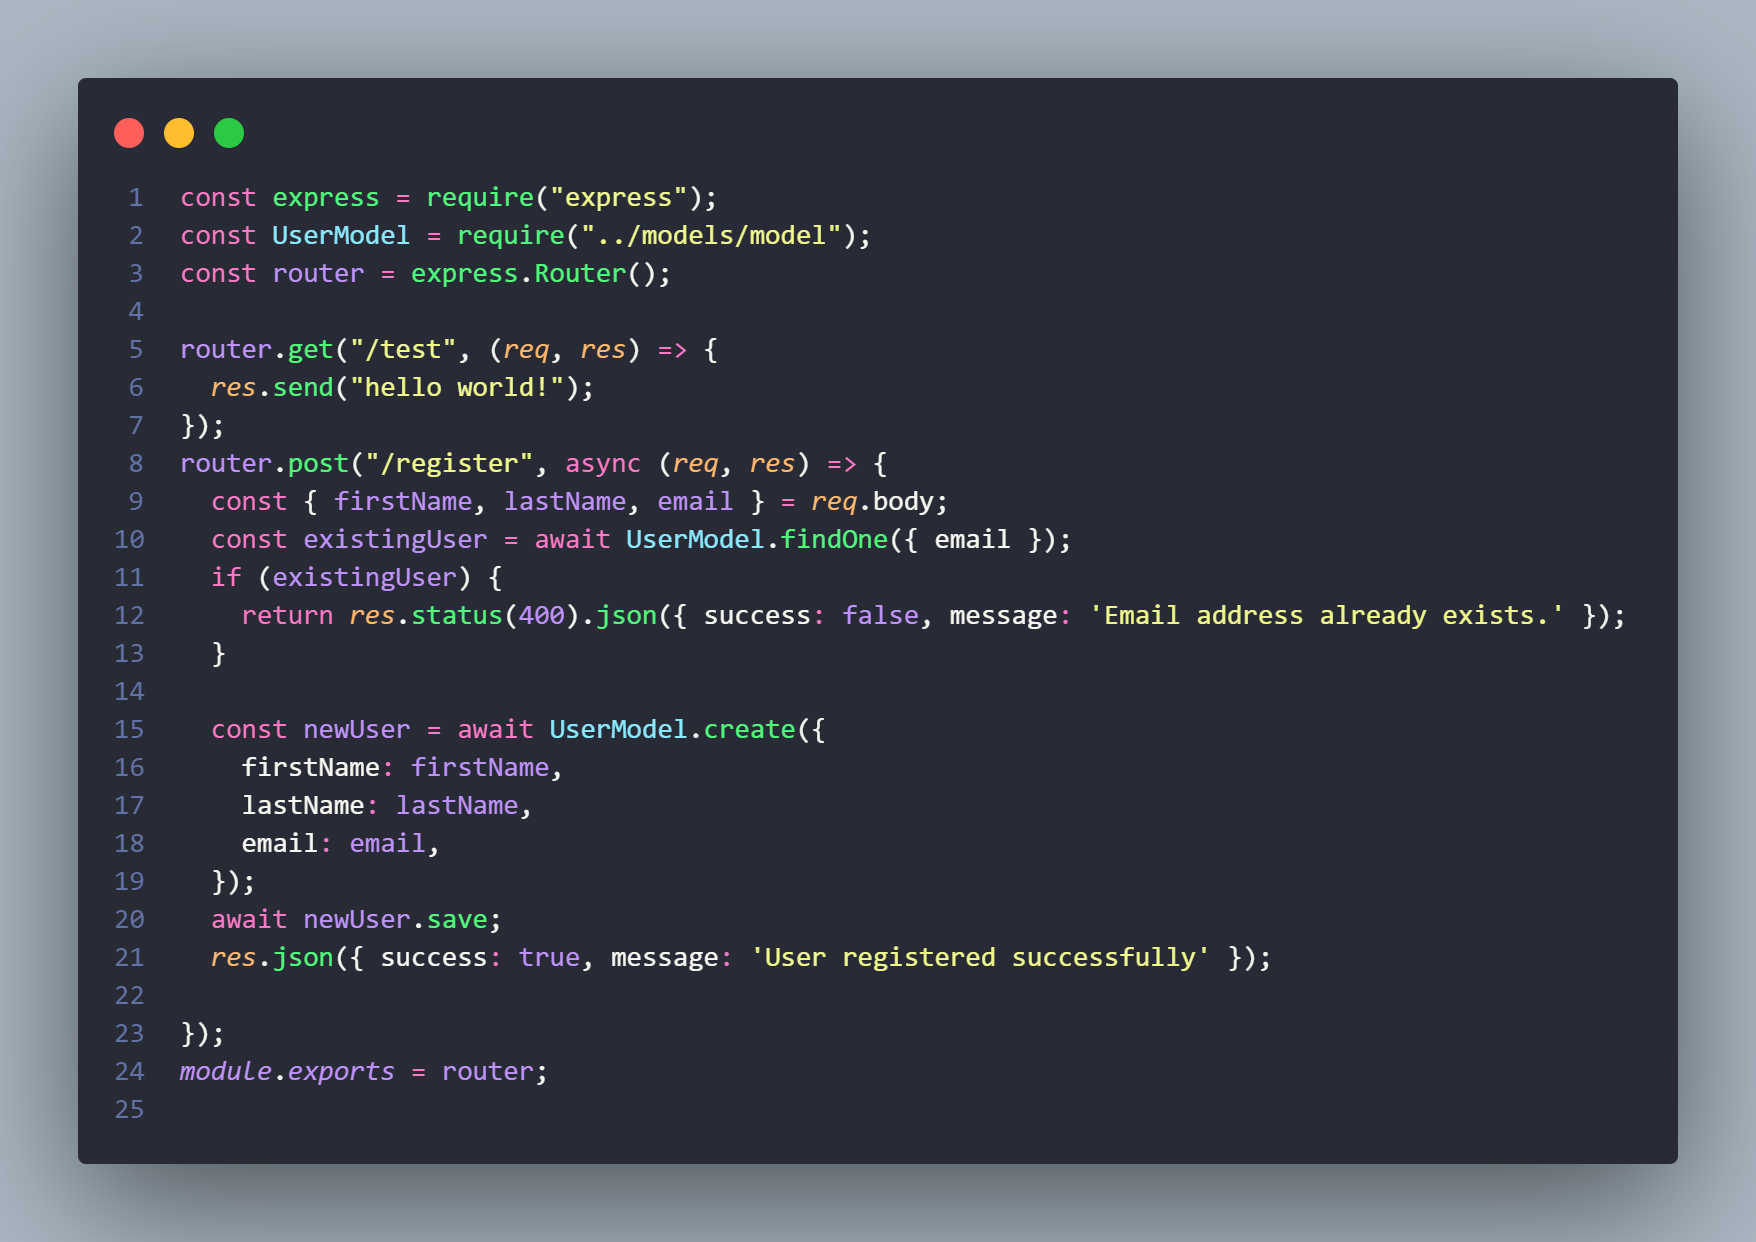 1 const express = require("express");
2 const UserModel = require("../models/model");
3 const router = express.Router();
4
5 router.get("/test", (req, res) => {
6   res.send("hello world!");
7 });
8 router.post("/register", async (req, res) => {
9   const { firstName, lastName, email } = req.body;
10   const existingUser = await UserModel.findOne({ email });
11   if (existingUser) {
12     return res.status(400).json({ success: false, message: 'Email address already exists.' });
13   }
14
15   const newUser = await UserModel.create({
16     firstName: firstName,
17     lastName: lastName,
18     email: email,
19   });
20   await newUser.save;
21   res.json({ success: true, message: 'User registered successfully' });
22
23 });
24 module.exports = router;
25